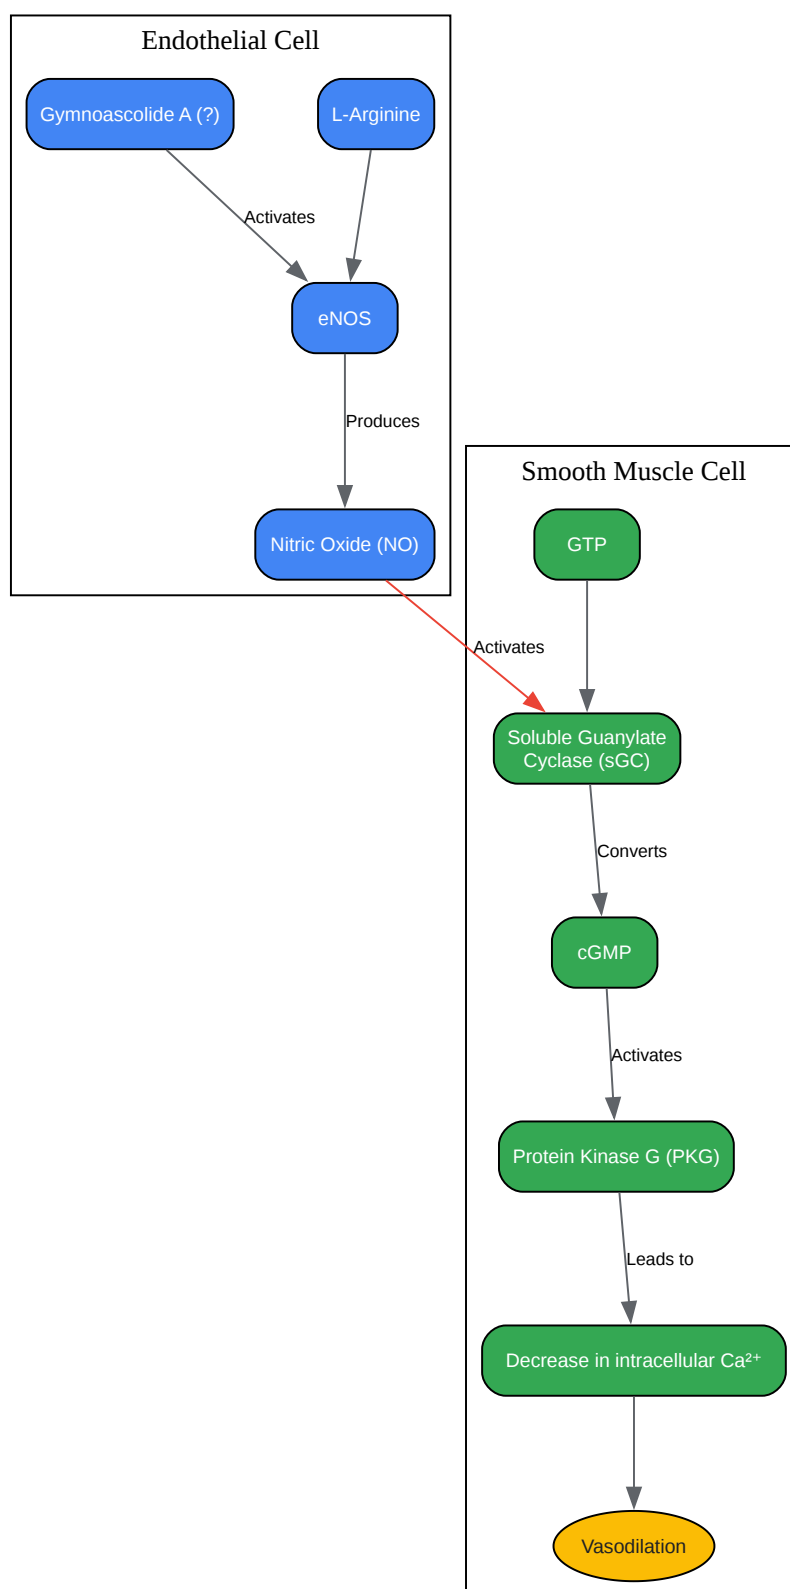 Endothelial Cell
Gymnoascolide A (?)
L-Arginine
Activates
eNOS
Produces
Nitric Oxide (NO)
Smooth Muscle Cell
GTP
Activates
Soluble Guanylate
Cyclase (sGC)
Converts
cGMP
Activates
Protein Kinase G (PKG)
Leads to
Decrease in intracellular Ca²⁺
Vasodilation